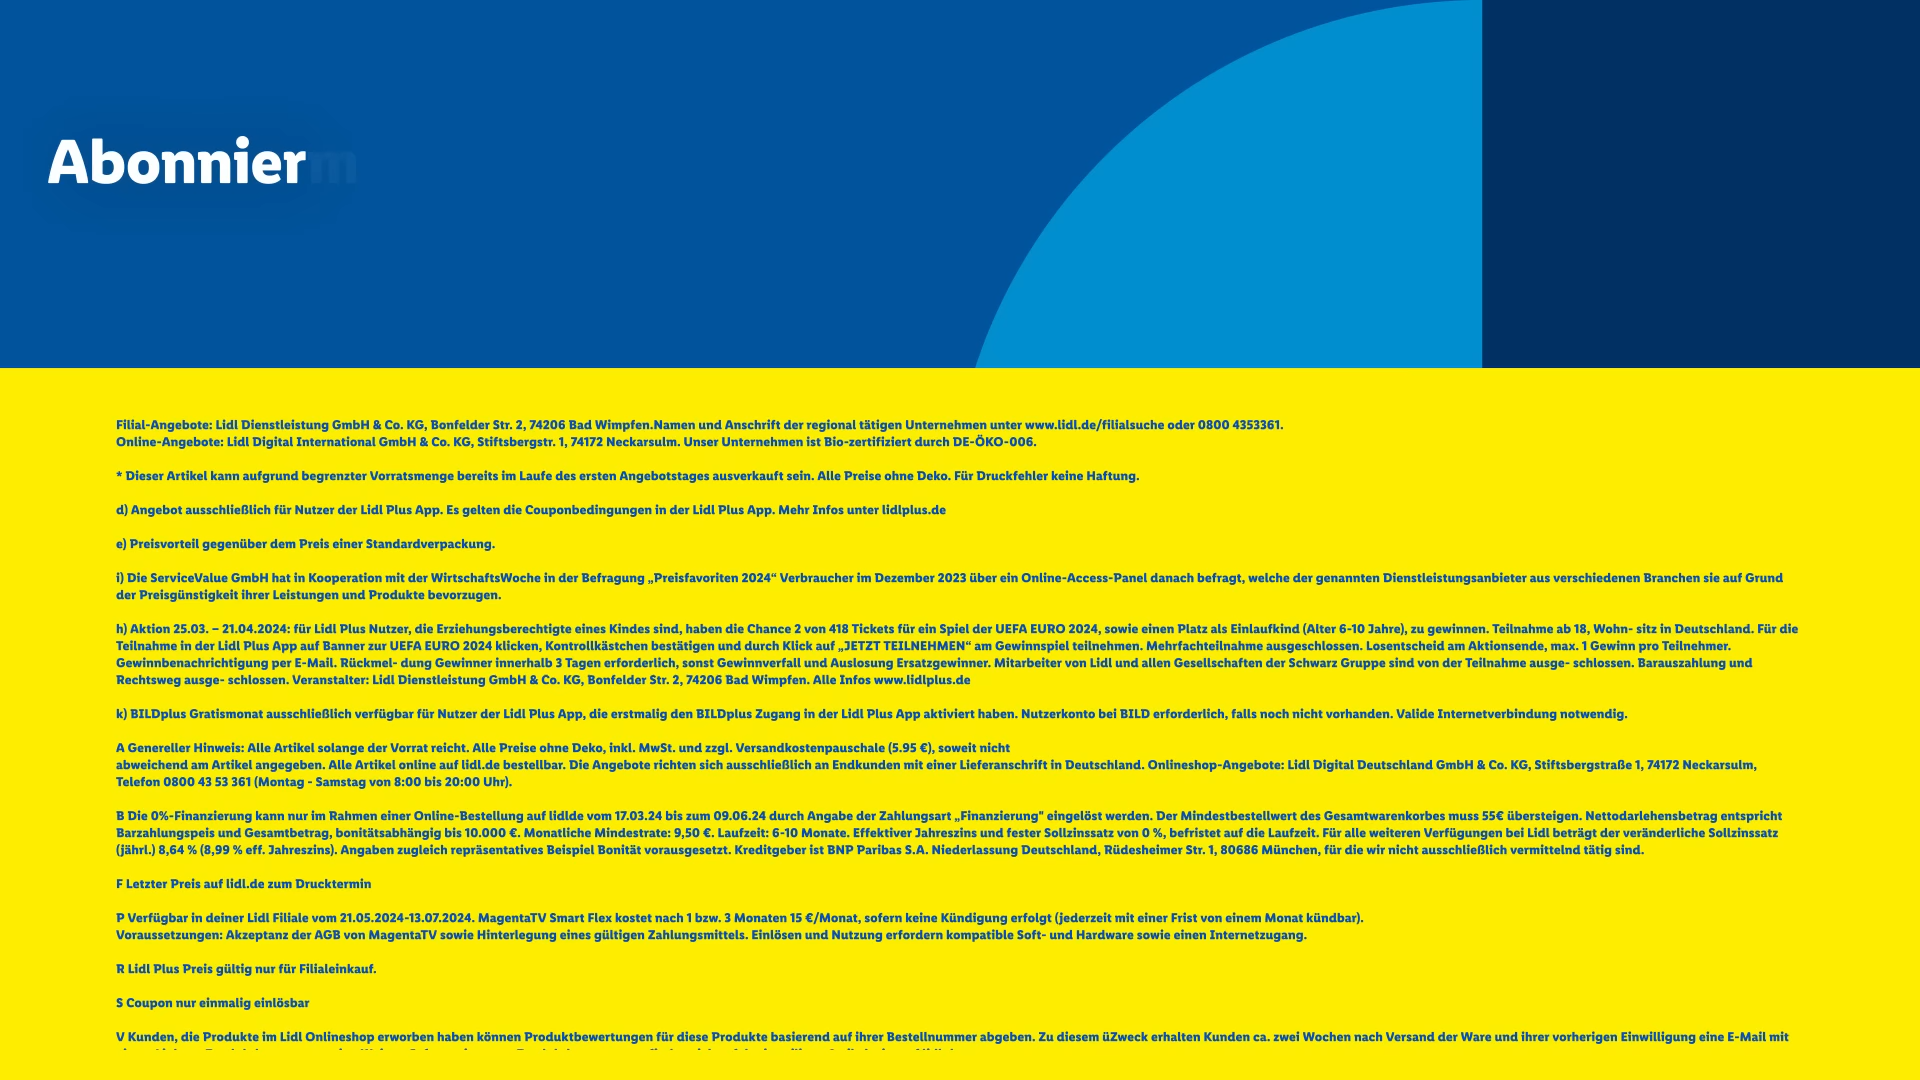 Abonnier
Filial-Angebote: Lidl Dienstleistung GmbH & Co. KG, Bonfelder Str. 2, 74206 Bad Wimpfen.Namen und Anschrift der regional tätigen Unternehmen unter www.lidl.de/filialsuche oder 0800 4353361.
Online-Angebote: Lidl Digital International GmbH & Co. KG, Stiftsbergstr. 1, 74172 Neckarsulm. Unser Unternehmen ist Bio-zertifiziert durch DE-ÖKO-006.
* Dieser Artikel kann aufgrund begrenzter Vorratsmenge bereits im Laufe des ersten Angebotstages ausverkauft sein. Alle Preise ohne Deko. Für Druckfehler keine Haftung.
d) Angebot ausschließlich für Nutzer der Lidl Plus App. Es gelten die Couponbedingungen in der Lidl Plus App. Mehr Infos unter lidlplus.de
e) Preisvorteil gegenüber dem Preis einer Standardverpackung.
i) Die ServiceValue GmbH hat in Kooperation mit der WirtschaftsWoche in der Befragung „Preisfavoriten 2024“ Verbraucher im Dezember 2023 über ein Online-Access-Panel danach befragt, welche der genannten Dienstleistungsanbieter aus verschiedenen Branchen sie auf Grund
der Preisgünstigkeit ihrer Leistungen und Produkte bevorzugen.
h) Aktion 25.03. – 21.04.2024: für Lidl Plus Nutzer, die Erziehungsberechtigte eines Kindes sind, haben die Chance 2 von 418 Tickets für ein Spiel der UEFA EURO 2024, sowie einen Platz als Einlaufkind (Alter 6-10 Jahre), zu gewinnen. Teilnahme ab 18, Wohn- sitz in Deutschland. Für die
Teilnahme in der Lidl Plus App auf Banner zur UEFA EURO 2024 klicken, Kontrollkästchen bestätigen und durch Klick auf „JETZT TEILNEHMEN“ am Gewinnspiel teilnehmen. Mehrfachteilnahme ausgeschlossen. Losentscheid am Aktionsende, max. 1 Gewinn pro Teilnehmer.
Gewinnbenachrichtigung per E-Mail. Rückmel- dung Gewinner innerhalb 3 Tagen erforderlich, sonst Gewinnverfall und Auslosung Ersatzgewinner. Mitarbeiter von Lidl und allen Gesellschaften der Schwarz Gruppe sind von der Teilnahme ausge- schlossen. Barauszahlung und
Rechtsweg ausge- schlossen. Veranstalter: Lidl Dienstleistung GmbH & Co. KG, Bonfelder Str. 2, 74206 Bad Wimpfen. Alle Infos www.lidlplus.de
k) BILDplus Gratismonat ausschließlich verfügbar für Nutzer der Lidl Plus App, die erstmalig den BILDplus Zugang in der Lidl Plus App aktiviert haben. Nutzerkonto bei BILD erforderlich, falls noch nicht vorhanden. Valide Internetverbindung notwendig.
A Genereller Hinweis: Alle Artikel solange der Vorrat reicht. Alle Preise ohne Deko, inkl. MwSt. und zzgl. Versandkostenpauschale (5.95 €), soweit nicht
abweichend am Artikel angegeben. Alle Artikel online auf lidl.de bestellbar. Die Angebote richten sich ausschließlich an Endkunden mit einer Lieferanschrift in Deutschland. Onlineshop-Angebote: Lidl Digital Deutschland GmbH & Co. KG, Stiftsbergstraße 1, 74172 Neckarsulm,
Telefon 0800 43 53 361 (Montag - Samstag von 8:00 bis 20:00 Uhr).
B Die 0%-Finanzierung kann nur im Rahmen einer Online-Bestellung auf lidlde vom 17.03.24 bis zum 09.06.24 durch Angabe der Zahlungsart „Finanzierung" eingelöst werden. Der Mindestbestellwert des Gesamtwarenkorbes muss 55€ übersteigen. Nettodarlehensbetrag entspricht
Barzahlungspeis und Gesamtbetrag, bonitätsabhängig bis 10.000 €. Monatliche Mindestrate: 9,50 €. Laufzeit: 6-10 Monate. Effektiver Jahreszins und fester Sollzinssatz von 0 %, befristet auf die Laufzeit. Für alle weiteren Verfügungen bei Lidl beträgt der veränderliche Sollzinssatz
(jährl.) 8,64 % (8,99 % eff. Jahreszins). Angaben zugleich repräsentatives Beispiel Bonität vorausgesetzt. Kreditgeber ist BNP Paribas S.A. Niederlassung Deutschland, Rüdesheimer Str. 1, 80686 München, für die wir nicht ausschließlich vermittelnd tätig sind.
F Letzter Preis auf lidl.de zum Drucktermin
P Verfügbar in deiner Lidl Filiale vom 21.05.2024-13.07.2024. MagentaTV Smart Flex kostet nach 1 bzw. 3 Monaten 15 €/Monat, sofern keine Kündigung erfolgt (jederzeit mit einer Frist von einem Monat kündbar).
Voraussetzungen: Akzeptanz der AGB von MagentaTV sowie Hinterlegung eines gültigen Zahlungsmittels. Einlösen und Nutzung erfordern kompatible Soft- und Hardware sowie einen Internetzugang.
R Lidl Plus Preis gültig nur für Filialeinkauf.
S Coupon nur einmalig einlösbar
V Kunden, die Produkte im Lidl Onlineshop erworben haben können Produktbewertungen für diese Produkte basierend auf ihrer Bestellnummer abgeben. Zu diesem üZweck erhalten Kunden ca. zwei Wochen nach Versand der Ware und ihrer vorherigen Einwilligung eine E-Mail mit